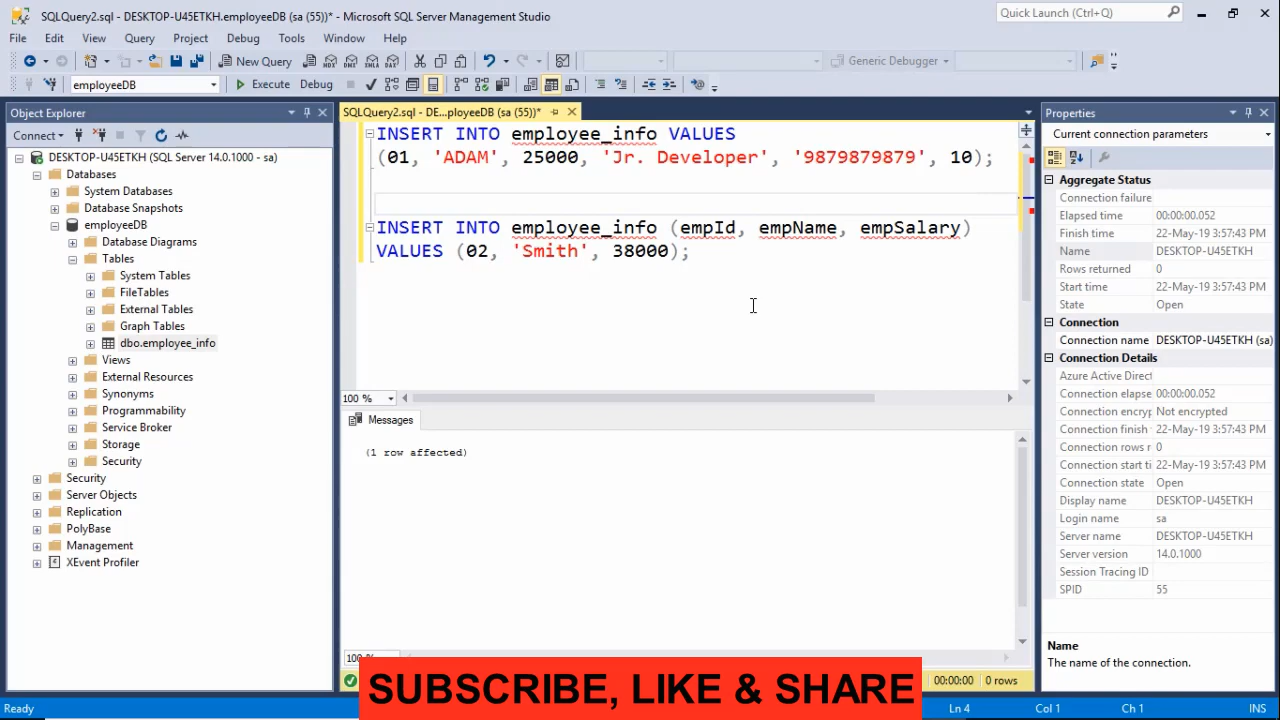 SQLQuery2.sql - DESKTOP-U45ETKH.employeeDB (sa (55))* - Microsoft SQL Server Management Studio
Quick Launch (Ctrl+Q)
File Edit View Query Project Debug Tools Window Help
New Query
Generic Debugger
employeeDB
Execute Debug
Object Explorer
Connect
DESKTOP-U45ETKH (SQL Server 14.0.1000 - sa)
Databases
System Databases
Database Snapshots
employeeDB
Database Diagrams
Tables
System Tables
FileTables
External Tables
Graph Tables
dbo.employee_info
Views
External Resources
Synonyms
Programmability
Service Broker
Storage
Security
Security
Server Objects
Replication
PolyBase
Management
XEvent Profiler
SQLQuery2.sql - DE...ployeeDB (sa (55))*
INSERT INTO employee_info VALUES
(01, 'ADAM', 25000, 'Jr. Developer', '9879879879', 10);
INSERT INTO employee_info (empId, empName, empSalary)
VALUES (02, 'Smith', 38000);
100 %
Messages
(1 row affected)
100
SUBSCRIBE, LIKE & SHARE
00:00:00 0 rows
Properties
Current connection parameters
Aggregate Status
Connection failure
Elapsed time 00:00:00.052
Finish time 22-May-19 3:57:43 PM
Name DESKTOP-U45ETKH
Rows returned 0
Start time 22-May-19 3:57:43 PM
State Open
Connection
Connection name DESKTOP-U45ETKH (sa)
Connection Details
Azure Active Direct
Connection elapse 00:00:00.052
Connection encryp Not encrypted
Connection finish 22-May-19 3:57:43 PM
Connection rows r 0
Connection start ti 22-May-19 3:57:43 PM
Connection state Open
Display name DESKTOP-U45ETKH
Login name sa
Server name DESKTOP-U45ETKH
Server version 14.0.1000
Session Tracing ID
SPID 55
Name
The name of the connection.
Ready Ln 4 Col 1 Ch 1 INS